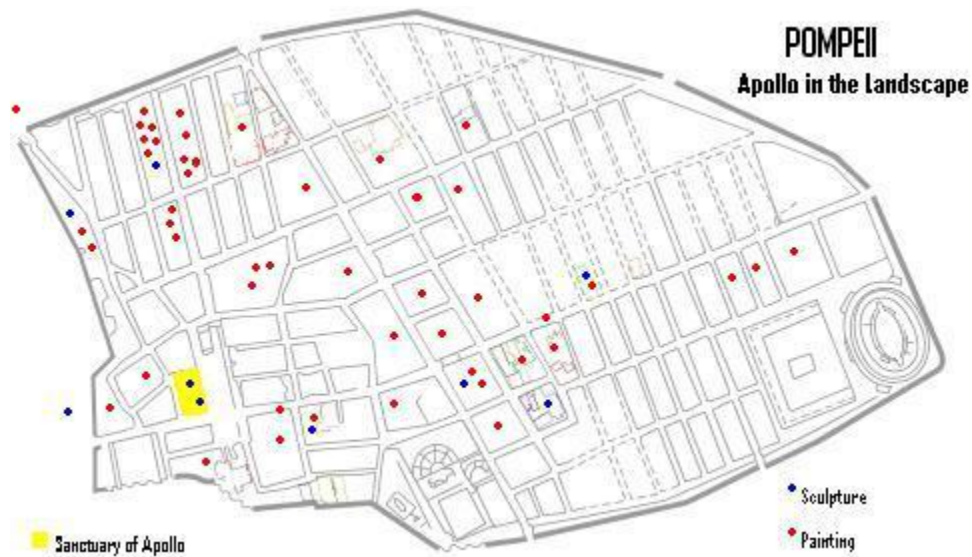 POMPEII
Apollo in the Landscape
Sculpture
Painting
Sanctuary of Apollo